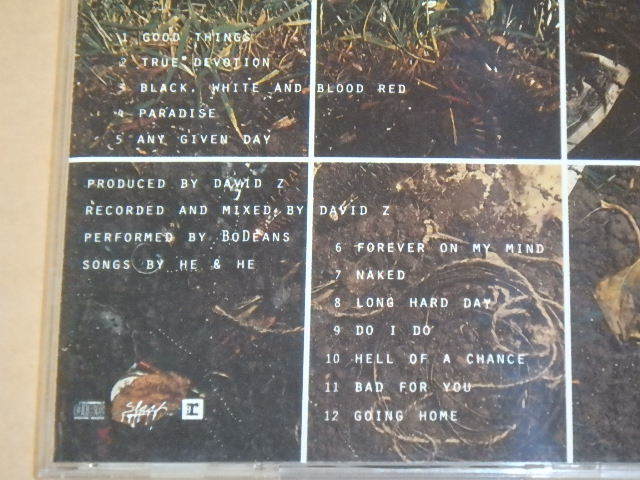 1 GOOD THINGS
2 TRUE DEVOTION
3 BLACK, WHITE AND BLOOD RED
4 PARADISE
5 ANY GIVEN DAY
PRODUCED BY DAVID Z
RECORDED AND MIXED BY DAVID Z
PERFORMED BY BODEANS
SONGS BY HE & HE
6 FOREVER ON MY MIND
7 NAKED
8 LONG HARD DAY
9 DO I DO
10 HELL OF A CHANCE
11 BAD FOR YOU
12 GOING HOME
slash
r